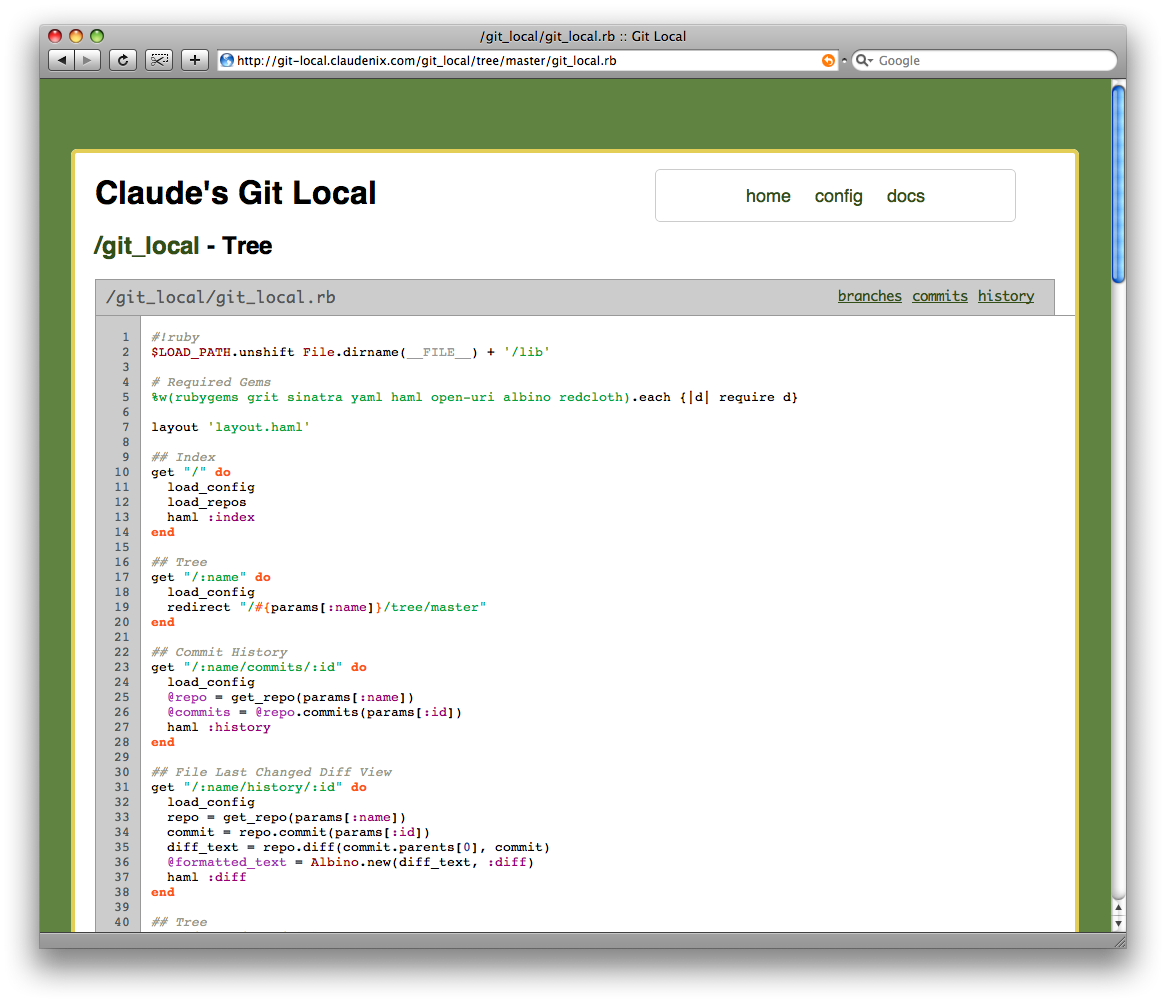 /git_local/git_local.rb :: Git Local
http://git-local.claudenix.com/git_local/tree/master/git_local.rb
Google
Claude's Git Local
home config docs
/git_local - Tree
/git_local/git_local.rb
branches commits history
1 #!ruby
2 $LOAD_PATH.unshift File.dirname(__FILE__) + '/lib'
3
4 # Required Gems
5 %w(rubygems grit sinatra yaml haml open-uri albino redcloth).each {|d| require d}
6
7 layout 'layout.haml'
8
9 ## Index
10 get "/" do
11   load_config
12   load_repos
13   haml :index
14 end
15
16 ## Tree
17 get "/:name" do
18   load_config
19   redirect "/#{params[:name]}/tree/master"
20 end
21
22 ## Commit History
23 get "/:name/commits/:id" do
24   load_config
25   @repo = get_repo(params[:name])
26   @commits = @repo.commits(params[:id])
27   haml :history
28 end
29
30 ## File Last Changed Diff View
31 get "/:name/history/:id" do
32   load_config
33   repo = get_repo(params[:name])
34   commit = repo.commit(params[:id])
35   diff_text = repo.diff(commit.parents[0], commit)
36   @formatted_text = Albino.new(diff_text, :diff)
37   haml :diff
38 end
39
40 ## Tree